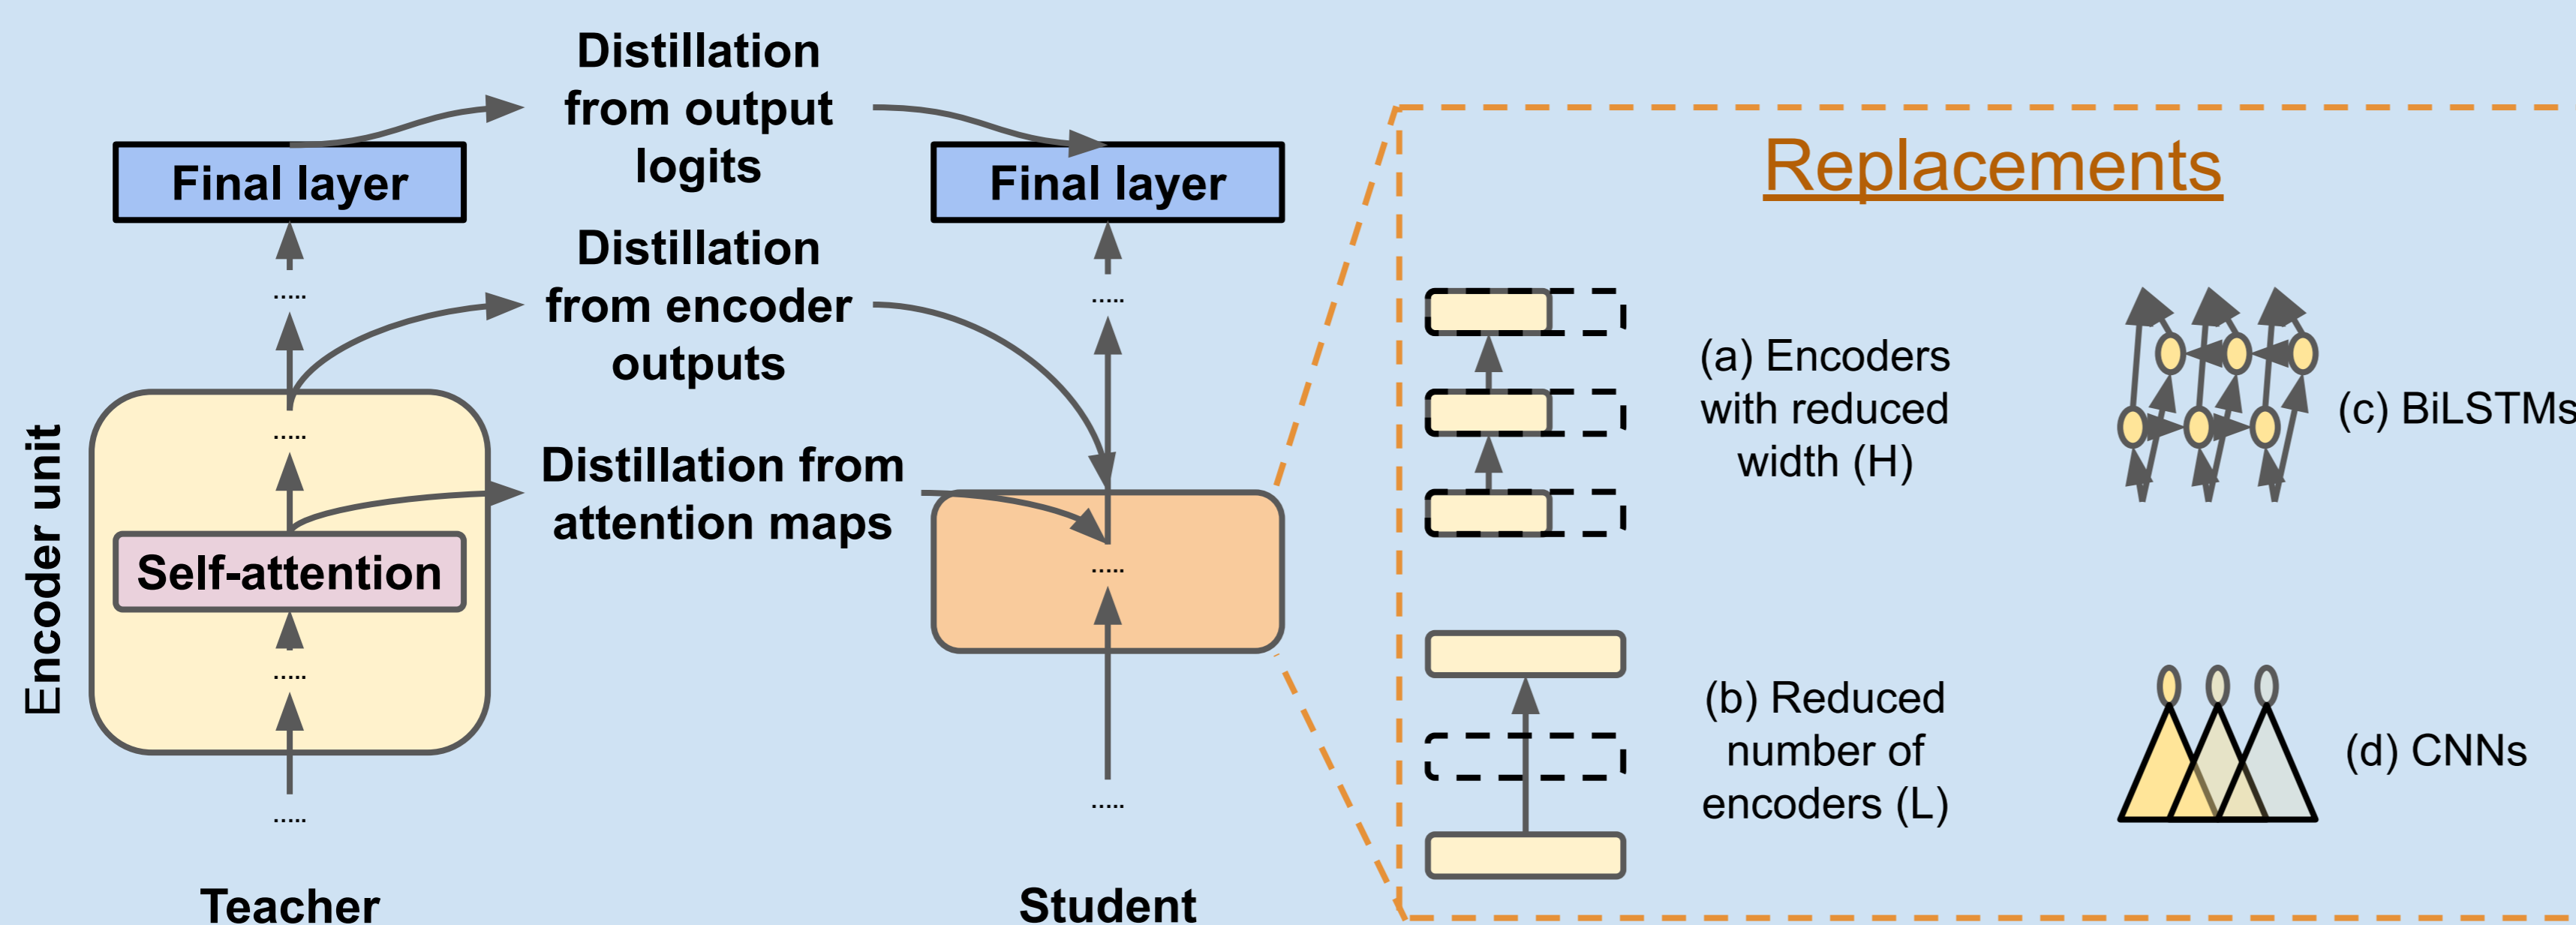 Distillation
from output
logits
Final layer
Final layer
Replacements
Distillation
from encoder
outputs
.....
.....
(a) Encoders
with reduced
width (H)
(c) BiLSTMs
Encoder unit
.....
Distillation from
attention maps
Self-attention
.....
.....
(b) Reduced
number of
encoders (L)
(d) CNNs
.....
.....
Teacher
Student